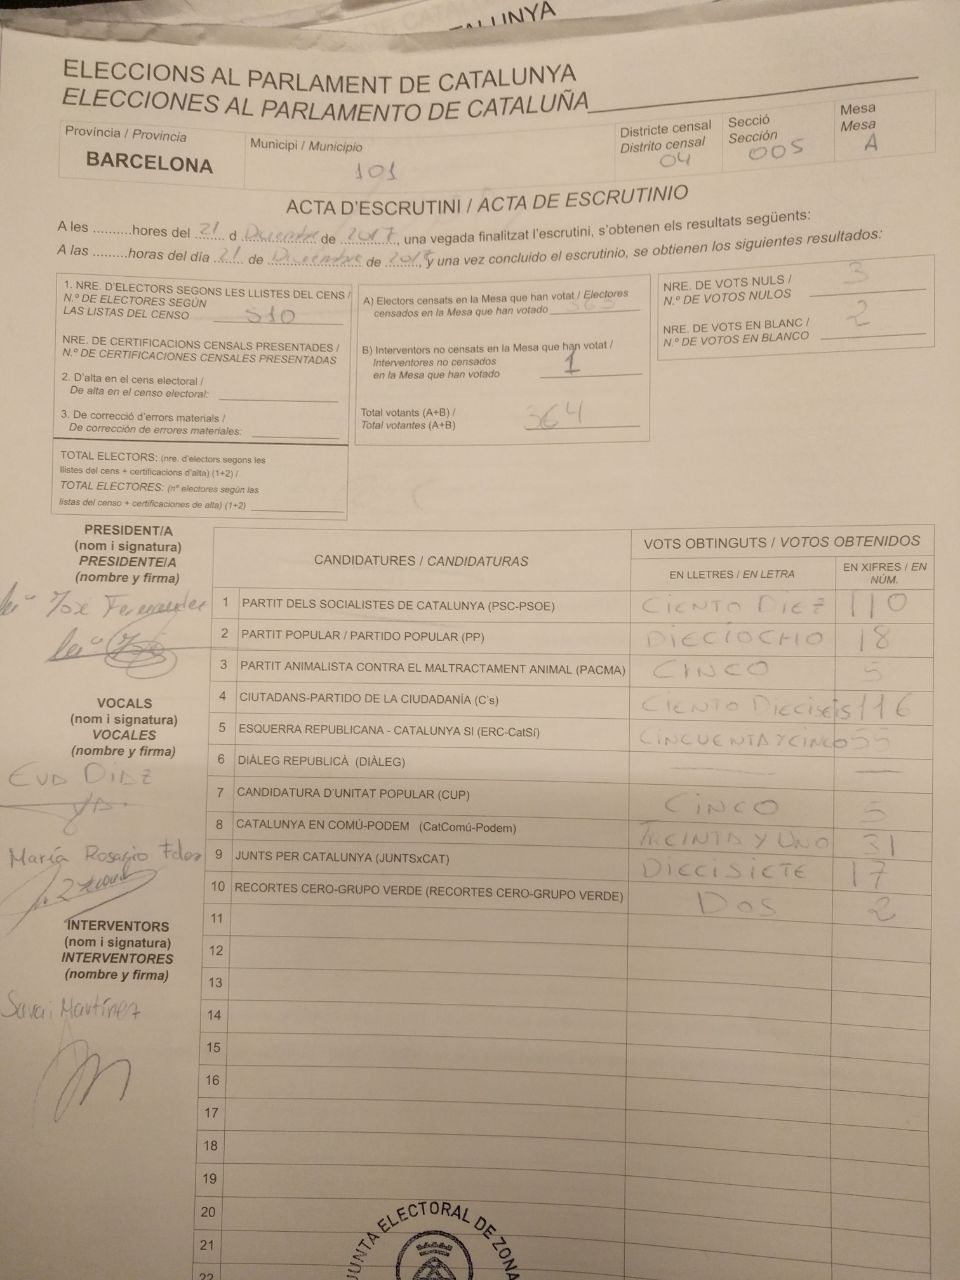 ALUNYA
ELECCIONS AL PARLAMENT DE CATALUNYA
ELECCIONES AL PARLAMENTO DE CATALUÑA
Província / Provincia
BARCELONA
Municipi / Municipio
101
Districte censal
Distrito censal
04
Secció
Sección
005
Mesa
Mesa
A
ACTA D'ESCRUTINI / ACTA DE ESCRUTINIO
A les ..........hores del 21 d Diciembre de 2017, una vegada finalitzat l'escrutini, s'obtenen els resultats següents:
A las ..........horas del día 21 de Diciembre de 2017, y una vez concluido el escrutinio, se obtienen los siguientes resultados:
1. NRE. D'ELECTORS SEGONS LES LLISTES DEL CENS /
N.º DE ELECTORES SEGÚN
LAS LISTAS DEL CENSO 510
NRE. DE CERTIFICACIONS CENSALS PRESENTADES /
N.º DE CERTIFICACIONES CENSALES PRESENTADAS
2. D'alta en el cens electoral /
De alta en el censo electoral:
3. De correcció d'errors materials /
De corrección de errores materiales:
TOTAL ELECTORS: (nre. d'electors segons les
llistes del cens + certificacions d'alta) (1+2) /
TOTAL ELECTORES: (nº electores según las
listas del censo + certificaciones de alta) (1+2)
A) Electors censats en la Mesa que han votat / Electores
censados en la Mesa que han votado 363
B) Interventors no censats en la Mesa que han votat /
Interventores no censados
en la Mesa que han votado 1
Total votants (A+B) /
Total votantes (A+B) 364
NRE. DE VOTS NULS /
N.º DE VOTOS NULOS 3
NRE. DE VOTS EN BLANC /
N.º DE VOTOS EN BLANCO 2
PRESIDENT/A
(nom i signatura)
PRESIDENTE/A
(nombre y firma)
Mª José Fernandez
VOCALS
(nom i signatura)
VOCALES
(nombre y firma)
EVA DIAZ
María Rosario Fdez
INTERVENTORS
(nom i signatura)
INTERVENTORES
(nombre y firma)
Sarai Martínez
CANDIDATURES / CANDIDATURAS
VOTS OBTINGUTS / VOTOS OBTENIDOS
EN LLETRES / EN LETRA
EN XIFRES / EN NÚM.
1 PARTIT DELS SOCIALISTES DE CATALUNYA (PSC-PSOE) CIENTO DIEZ 110
2 PARTIT POPULAR / PARTIDO POPULAR (PP) DIECIOCHO 18
3 PARTIT ANIMALISTA CONTRA EL MALTRACTAMENT ANIMAL (PACMA) CINCO 5
4 CIUTADANS-PARTIDO DE LA CIUDADANÍA (C's) CIENTO DIECISEIS 116
5 ESQUERRA REPUBLICANA - CATALUNYA SI (ERC-CatSí) CINCUENTA Y CINCO 55
6 DIÀLEG REPUBLICÀ (DIÀLEG) — —
7 CANDIDATURA D'UNITAT POPULAR (CUP) CINCO 5
8 CATALUNYA EN COMÚ-PODEM (CatComú-Podem) TREINTA Y UNO 31
9 JUNTS PER CATALUNYA (JUNTSxCAT) DIECISIETE 17
10 RECORTES CERO-GRUPO VERDE (RECORTES CERO-GRUPO VERDE) DOS 2
11
12
13
14
15
16
17
18
19
20
21
22
JUNTA ELECTORAL DE ZONA